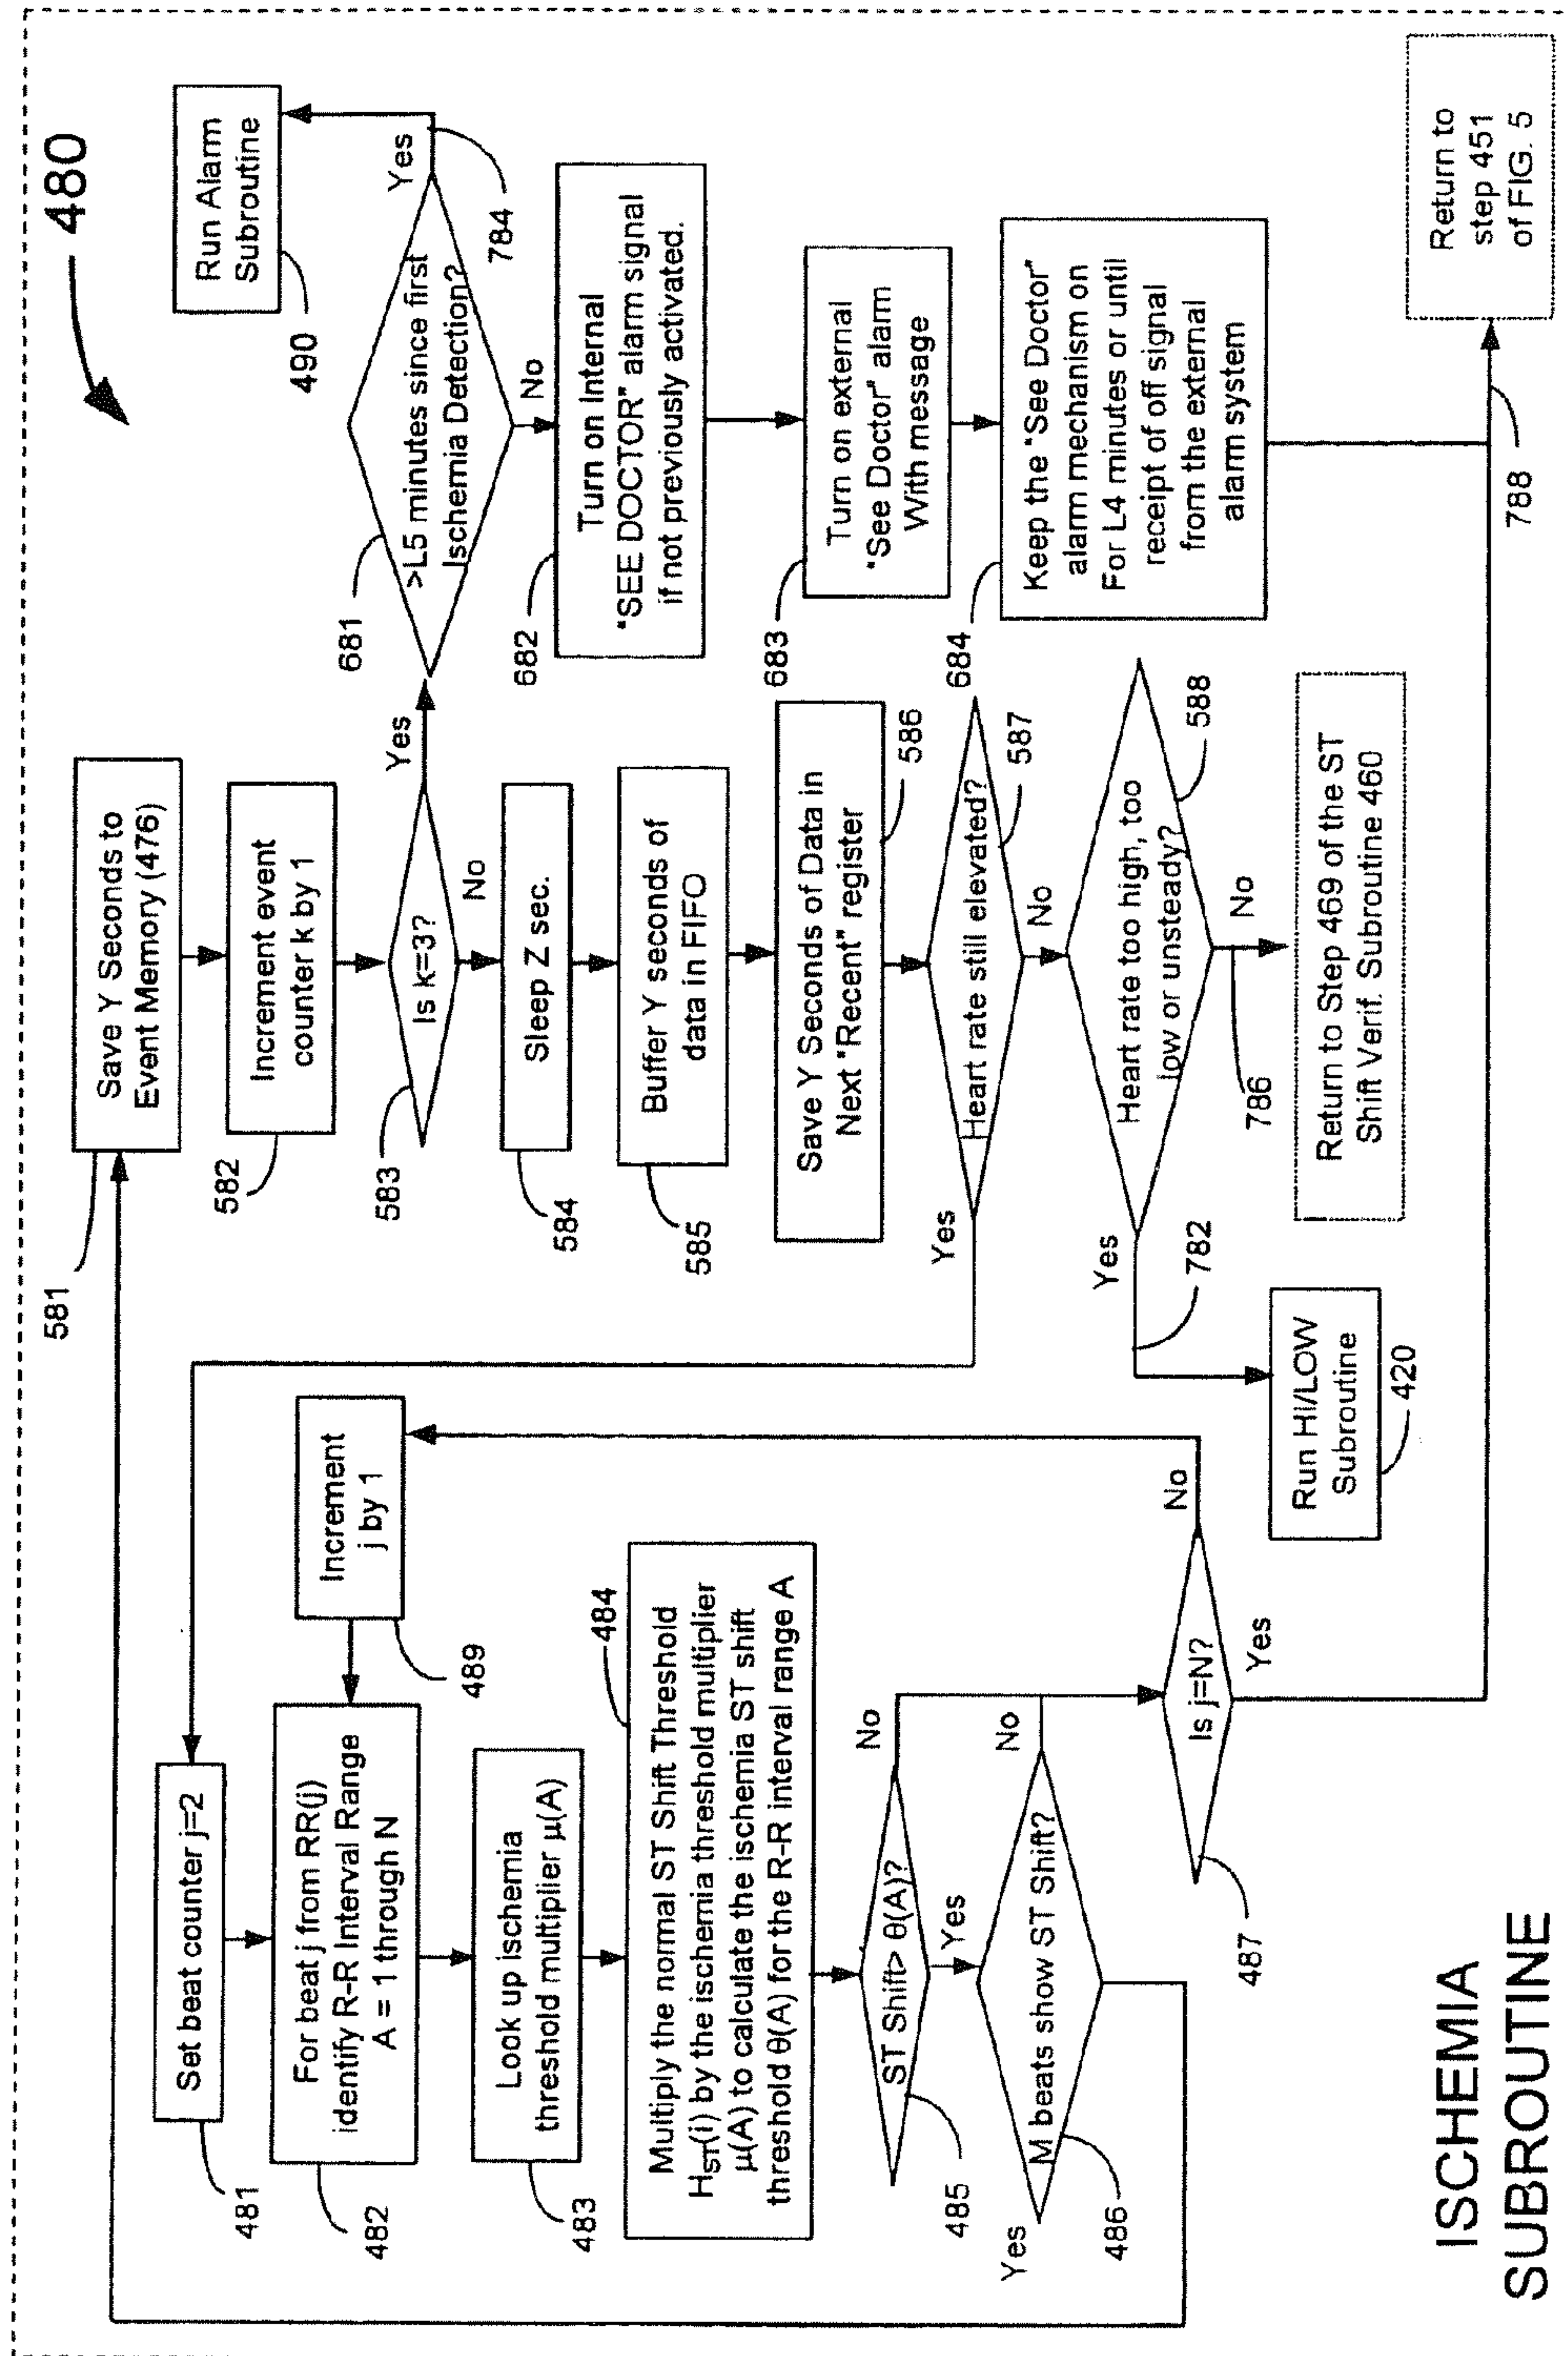 480
Set beat counter j=2
481
For beat j from RR(j)
identify R-R Interval Range
A = 1 through N
482
Increment
j by 1
489
Look up ischemia
threshold multiplier μ(A)
483
Multiply the normal ST Shift Threshold
HST(i) by the ischemia threshold multiplier
μ(A) to calculate the ischemia ST shift
threshold θ(A) for the R-R interval range A
484
ST Shift> θ(A)?
485
No
Yes
M beats show ST Shift?
486
Yes
No
Is j=N?
487
No
Yes
581
Save Y Seconds to
Event Memory (476)
582
Increment event
counter k by 1
583
Is k=3?
Yes
No
584
Sleep Z sec.
585
Buffer Y seconds of
data in FIFO
Save Y Seconds of Data in
Next "Recent" register
586
Heart rate still elevated?
587
Yes
No
Heart rate too high, too
low or unsteady?
588
Yes
782
No
786
Run HI/LOW
Subroutine
420
Return to Step 469 of the ST
Shift Verif. Subroutine 460
681
>L5 minutes since first
Ischemia Detection?
Yes
784
No
Run Alarm
Subroutine
490
682
Turn on Internal
"SEE DOCTOR" alarm signal
if not previously activated.
683
Turn on external
"See Doctor" alarm
With message
684
Keep the "See Doctor"
alarm mechanism on
For L4 minutes or until
receipt of off signal
from the external
alarm system
788
Return to
step 451
of FIG. 5
ISCHEMIA
SUBROUTINE